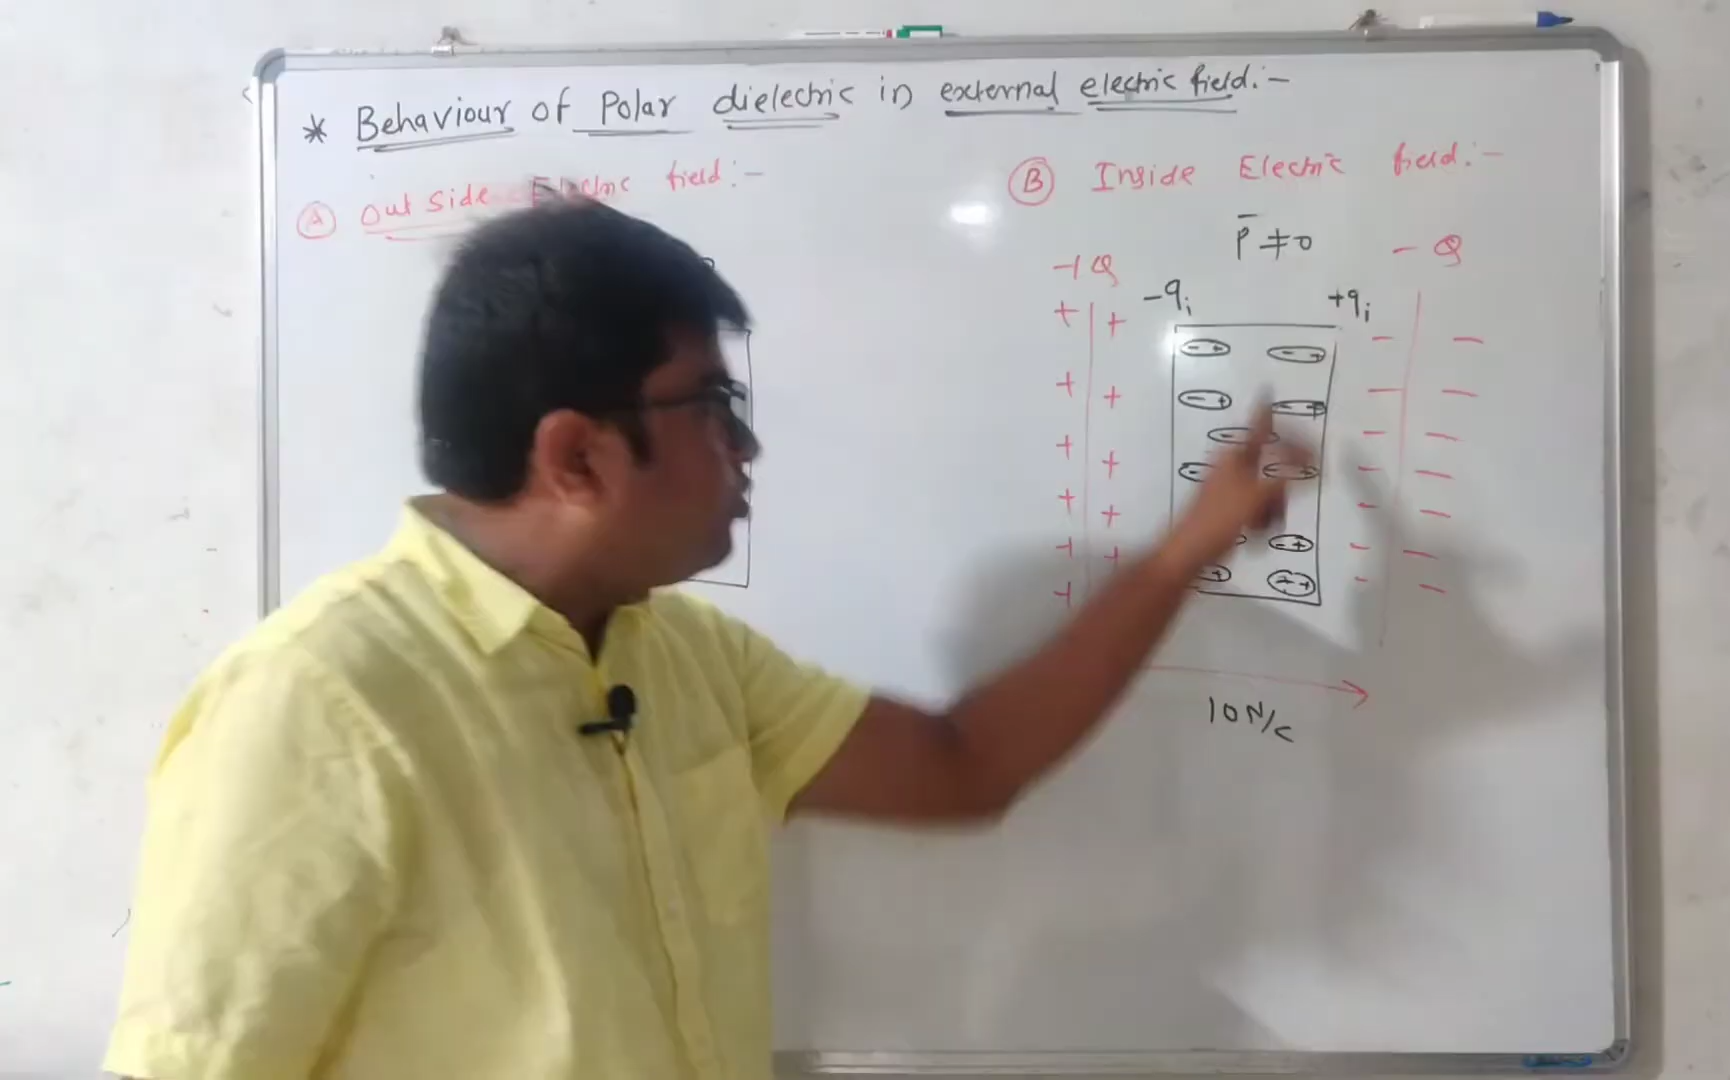 * Behaviour of Polar dielectric in external electric field:-
Ⓐ Out Side Electric field:-
Ⓑ Inside Electric field:-
P̄ ≠ 0
+Q
-Q
-qi
+qi
10 N/C